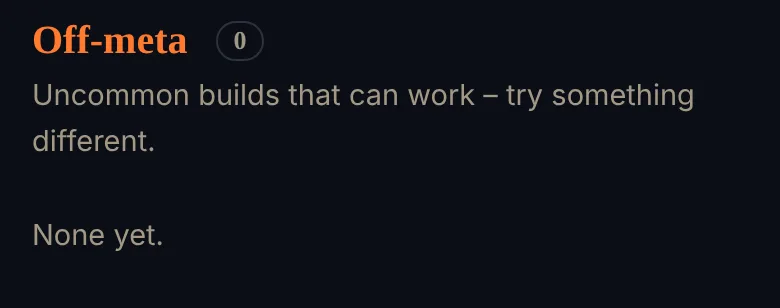 Off-meta 0
Uncommon builds that can work – try something
different.
None yet.